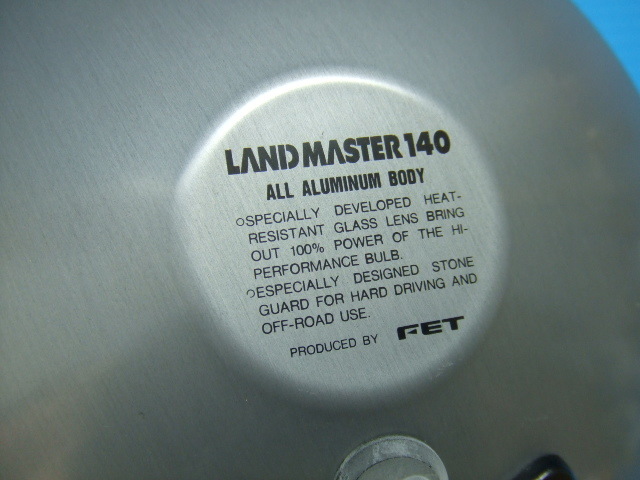 LANDMASTER 140
ALL ALUMINUM BODY
○SPECIALLY DEVELOPED HEAT-
RESISTANT GLASS LENS BRING
OUT 100% POWER OF THE HI-
PERFORMANCE BULB.
○ESPECIALLY DESIGNED STONE
GUARD FOR HARD DRIVING AND
OFF-ROAD USE.
PRODUCED BY FET